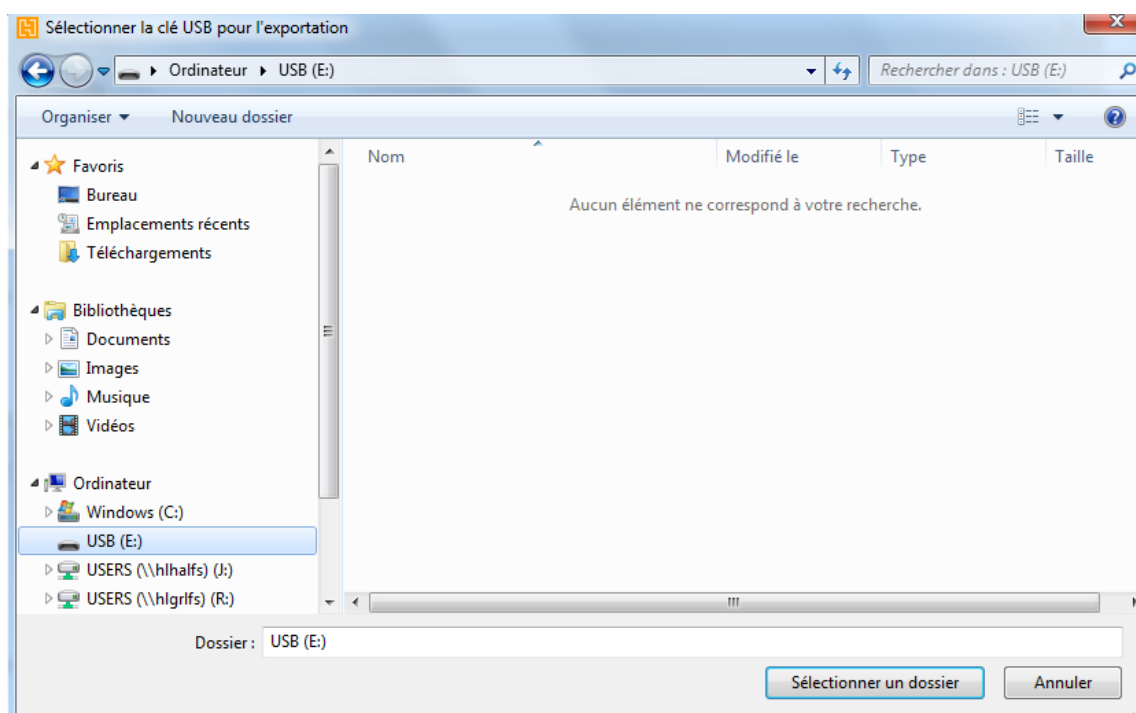 Sélectionner la clé USB pour l'exportation
Ordinateur USB (E:)
Rechercher dans : USB (E:)
Organiser Nouveau dossier
Nom Modifié le Type Taille
Aucun élément ne correspond à votre recherche.
Favoris
Bureau
Emplacements récents
Téléchargements
Bibliothèques
Documents
Images
Musique
Vidéos
Ordinateur
Windows (C:)
USB (E:)
USERS (\\hlhalfs) (J:)
USERS (\\hlgrlfs) (R:)
Dossier : USB (E:)
Sélectionner un dossier Annuler